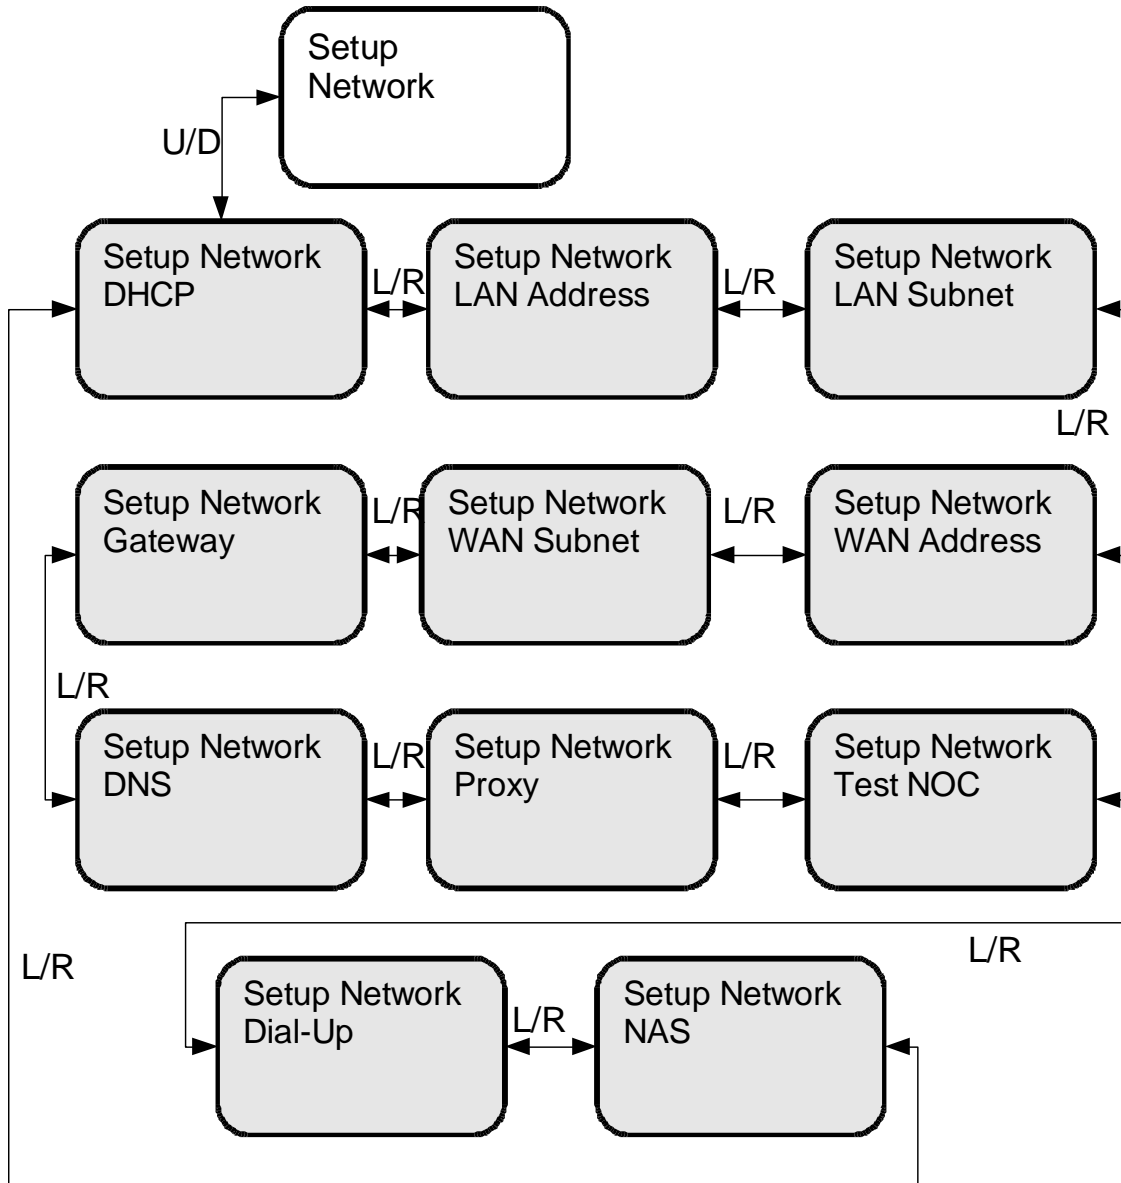 Setup
Network
U/D
Setup Network
DHCP
L/R
Setup Network
LAN Address
L/R
Setup Network
LAN Subnet
L/R
Setup Network
Gateway
L/R
Setup Network
WAN Subnet
L/R
Setup Network
WAN Address
L/R
Setup Network
DNS
L/R
Setup Network
Proxy
L/R
Setup Network
Test NOC
L/R
L/R
Setup Network
Dial-Up
L/R
Setup Network
NAS